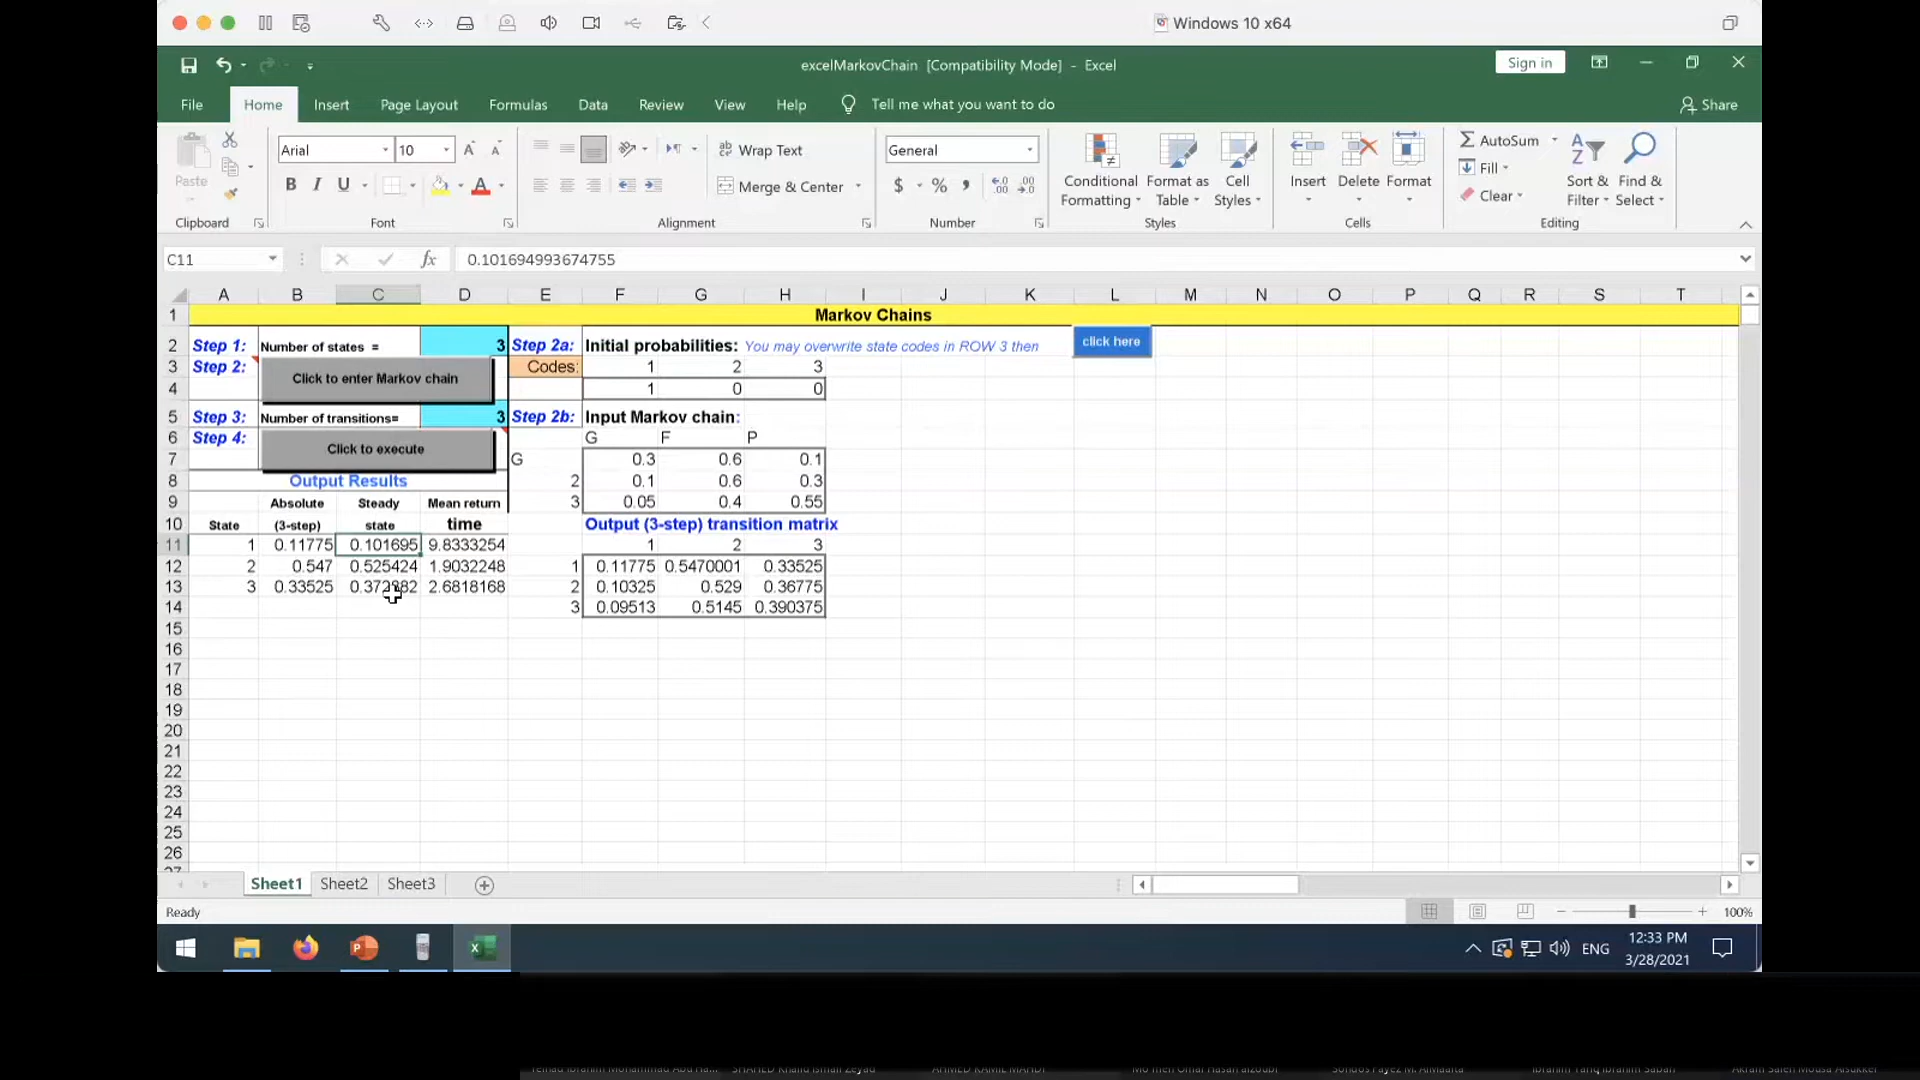 Windows 10 x64
excelMarkovChain [Compatibility Mode] - Excel
Sign in
File Home Insert Page Layout Formulas Data Review View Help Tell me what you want to do Share
Paste Arial 10 Wrap Text General Conditional Formatting Format as Table Cell Styles Insert Delete Format AutoSum Fill Clear Sort & Filter Find & Select
B I U A Merge & Center $ % ,
Clipboard Font Alignment Number Styles Cells Editing
C11 fx 0.101694993674755
A B C D E F G H I J K L M N O P Q R S T
1 Markov Chains
2 Step 1: Number of states = 3 Step 2a: Initial probabilities: You may overwrite state codes in ROW 3 then click here
3 Step 2: Click to enter Markov chain Codes: 1 2 3
4 1 0 0
5 Step 3: Number of transitions= 3 Step 2b: Input Markov chain:
6 Step 4: Click to execute G F P
7 G 0.3 0.6 0.1
8 Output Results 2 0.1 0.6 0.3
9 Absolute Steady Mean return 3 0.05 0.4 0.55
10 State (3-step) state time Output (3-step) transition matrix
11 1 0.11775 0.101695 9.8333254 1 2 3
12 2 0.547 0.525424 1.9032248 1 0.11775 0.5470001 0.33525
13 3 0.33525 0.372882 2.6818168 2 0.10325 0.529 0.36775
14 3 0.09513 0.5145 0.390375
15
16
17
18
19
20
21
22
23
24
25
26
Sheet1 Sheet2 Sheet3
Ready 100%
ENG 12:33 PM
3/28/2021